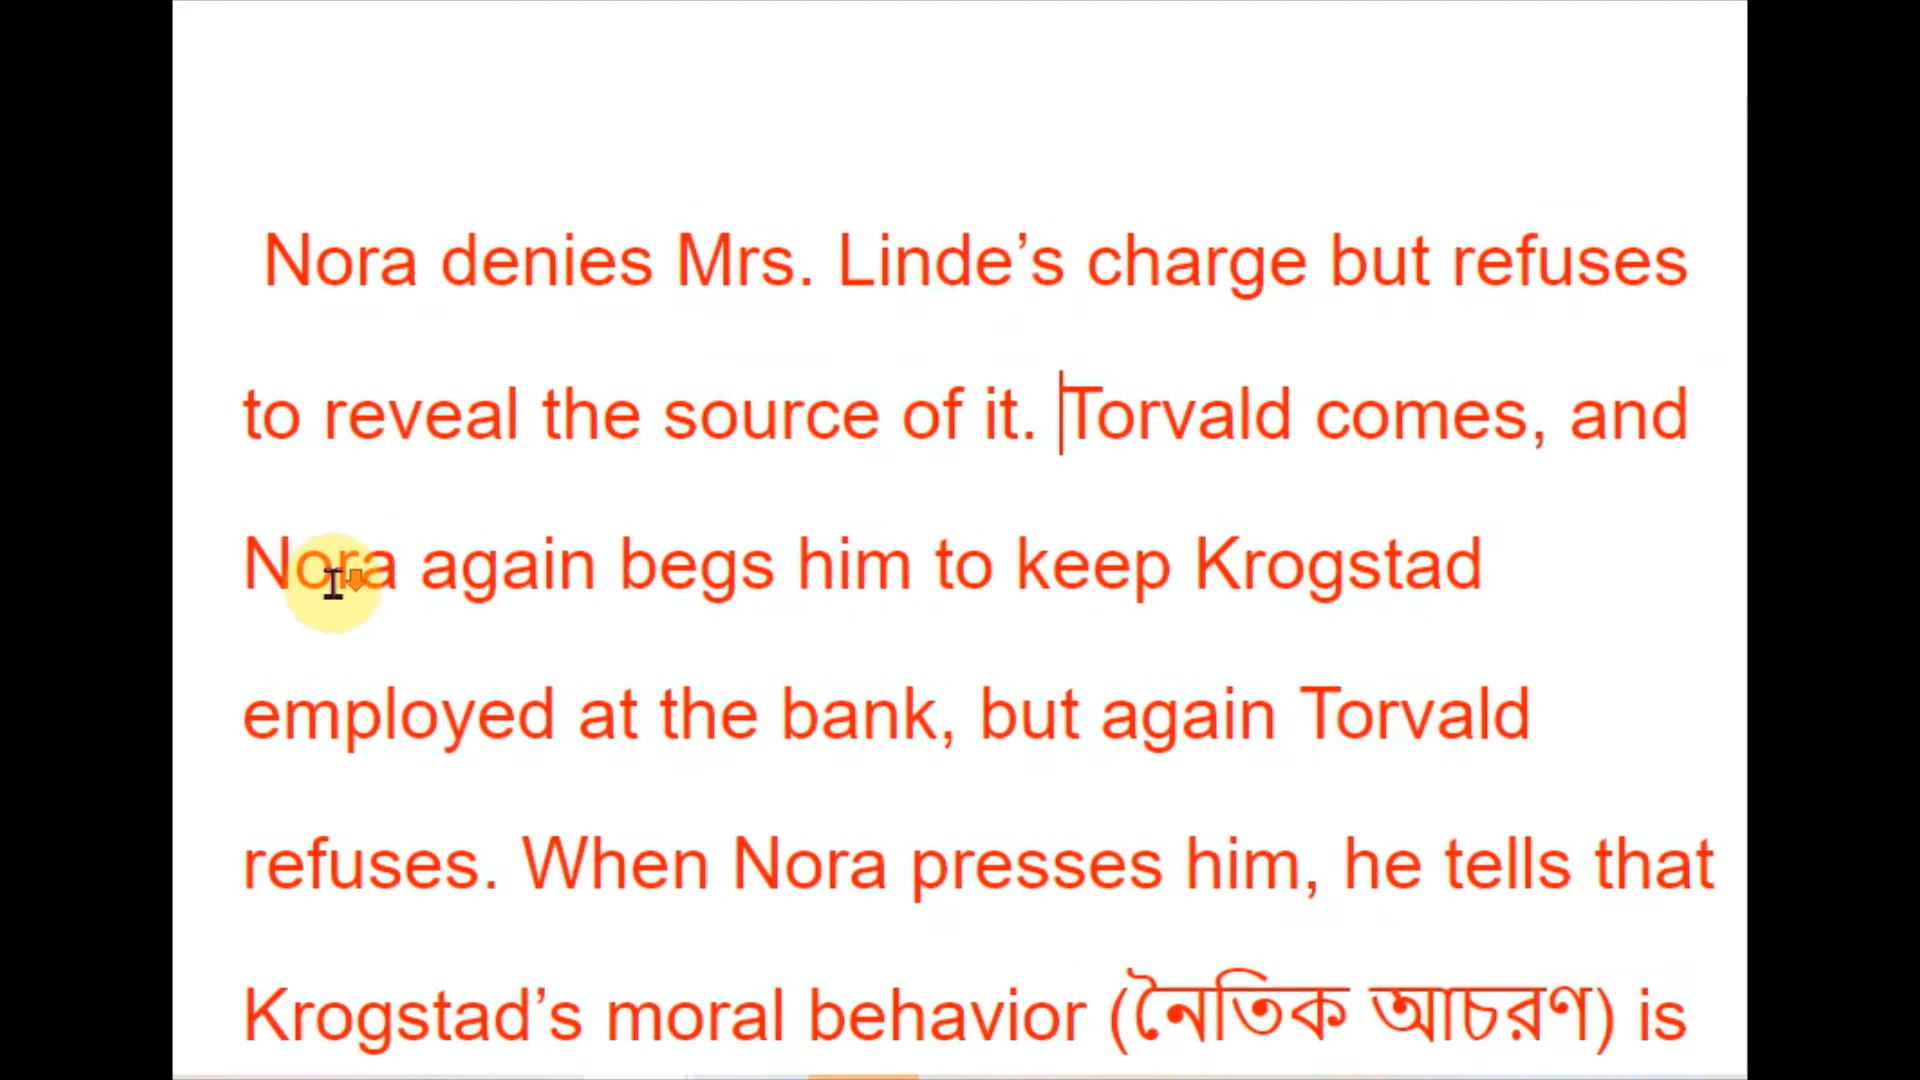 Nora denies Mrs. Linde’s charge but refuses
to reveal the source of it. Torvald comes, and
Nora again begs him to keep Krogstad
employed at the bank, but again Torvald
refuses. When Nora presses him, he tells that
Krogstad’s moral behavior (নৈতিক আচরণ) is